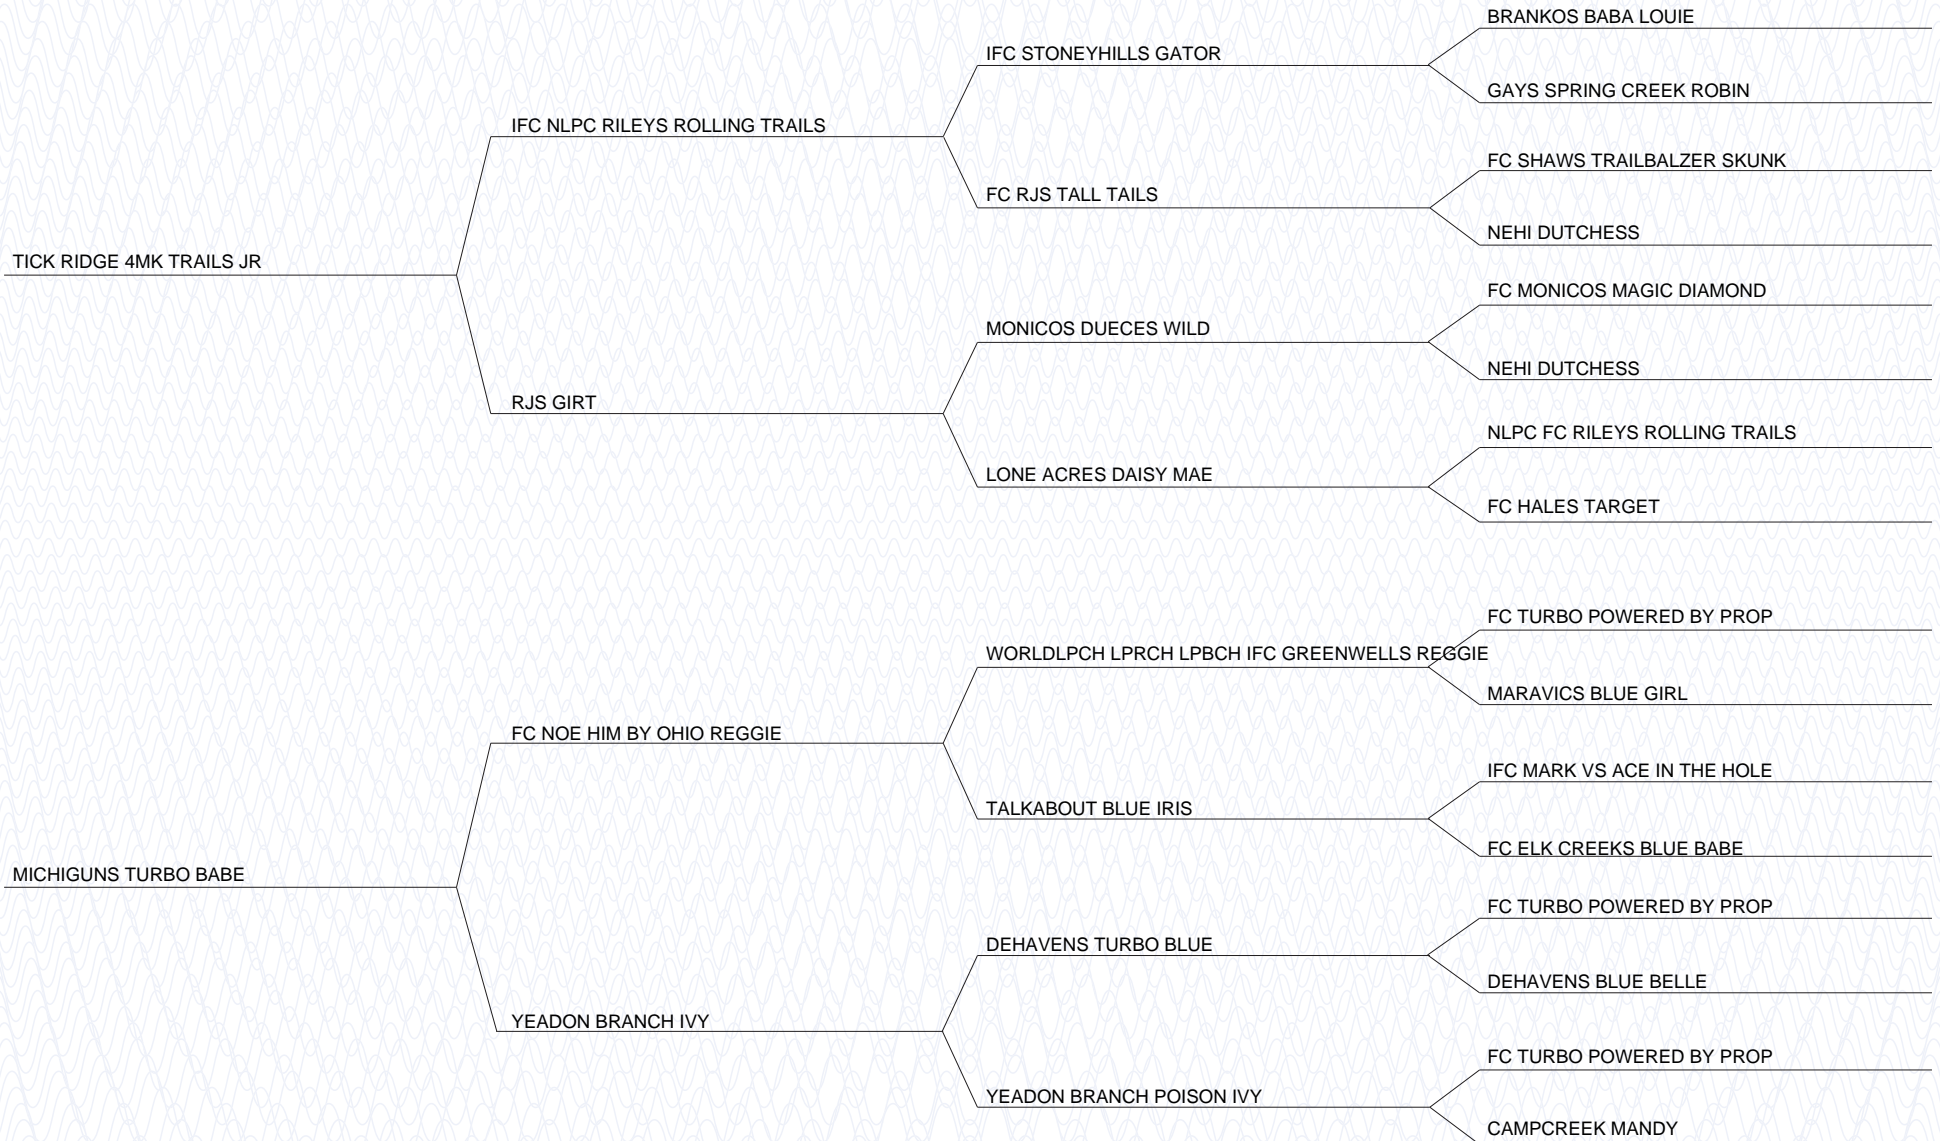 BRANKOS BABA LOUIE
IFC STONEYHILLS GATOR
GAYS SPRING CREEK ROBIN
IFC NLPC RILEYS ROLLING TRAILS
FC SHAWS TRAILBALZER SKUNK
FC RJS TALL TAILS
NEHI DUTCHESS
TICK RIDGE 4MK TRAILS JR
FC MONICOS MAGIC DIAMOND
MONICOS DUECES WILD
NEHI DUTCHESS
RJS GIRT
NLPC FC RILEYS ROLLING TRAILS
LONE ACRES DAISY MAE
FC HALES TARGET
FC TURBO POWERED BY PROP
WORLDLPCH LPRCH LPBCH IFC GREENWELLS REGGIE
MARAVICS BLUE GIRL
FC NOE HIM BY OHIO REGGIE
IFC MARK VS ACE IN THE HOLE
TALKABOUT BLUE IRIS
FC ELK CREEKS BLUE BABE
MICHIGUNS TURBO BABE
FC TURBO POWERED BY PROP
DEHAVENS TURBO BLUE
DEHAVENS BLUE BELLE
YEADON BRANCH IVY
FC TURBO POWERED BY PROP
YEADON BRANCH POISON IVY
CAMPCREEK MANDY